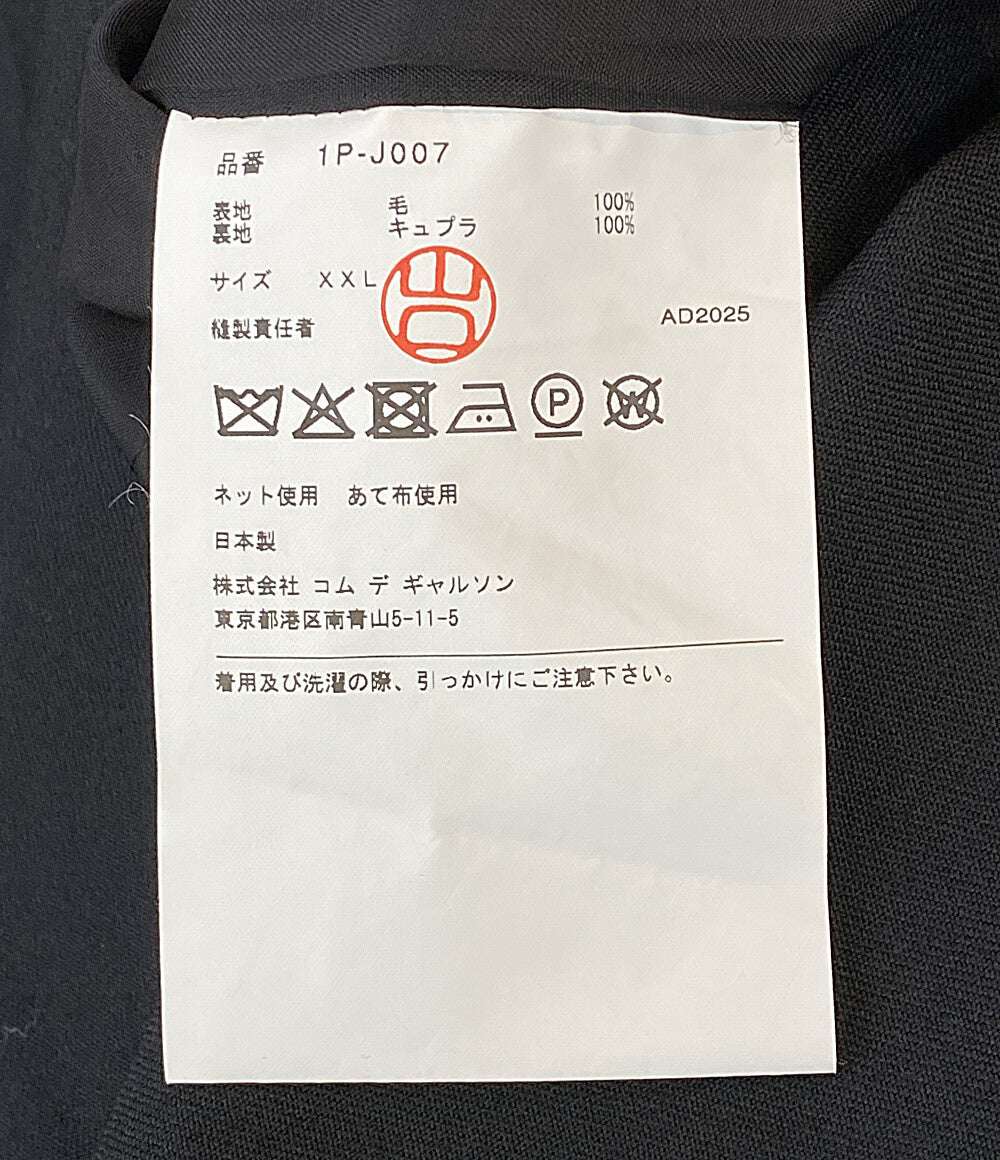 品番 1P-J007
表地 毛 100%
裏地 キュプラ 100%
サイズ XXL
縫製責任者 AD2025
P
W
ネット使用 あて布使用
日本製
株式会社 コム デ ギャルソン
東京都港区南青山5-11-5
着用及び洗濯の際、引っかけにご注意下さい。